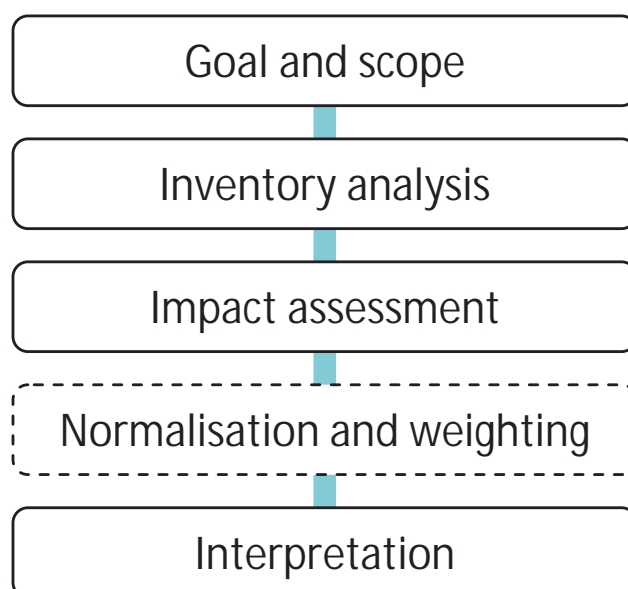 Goal and scope
Inventory analysis
Impact assessment
Normalisation and weighting
Interpretation